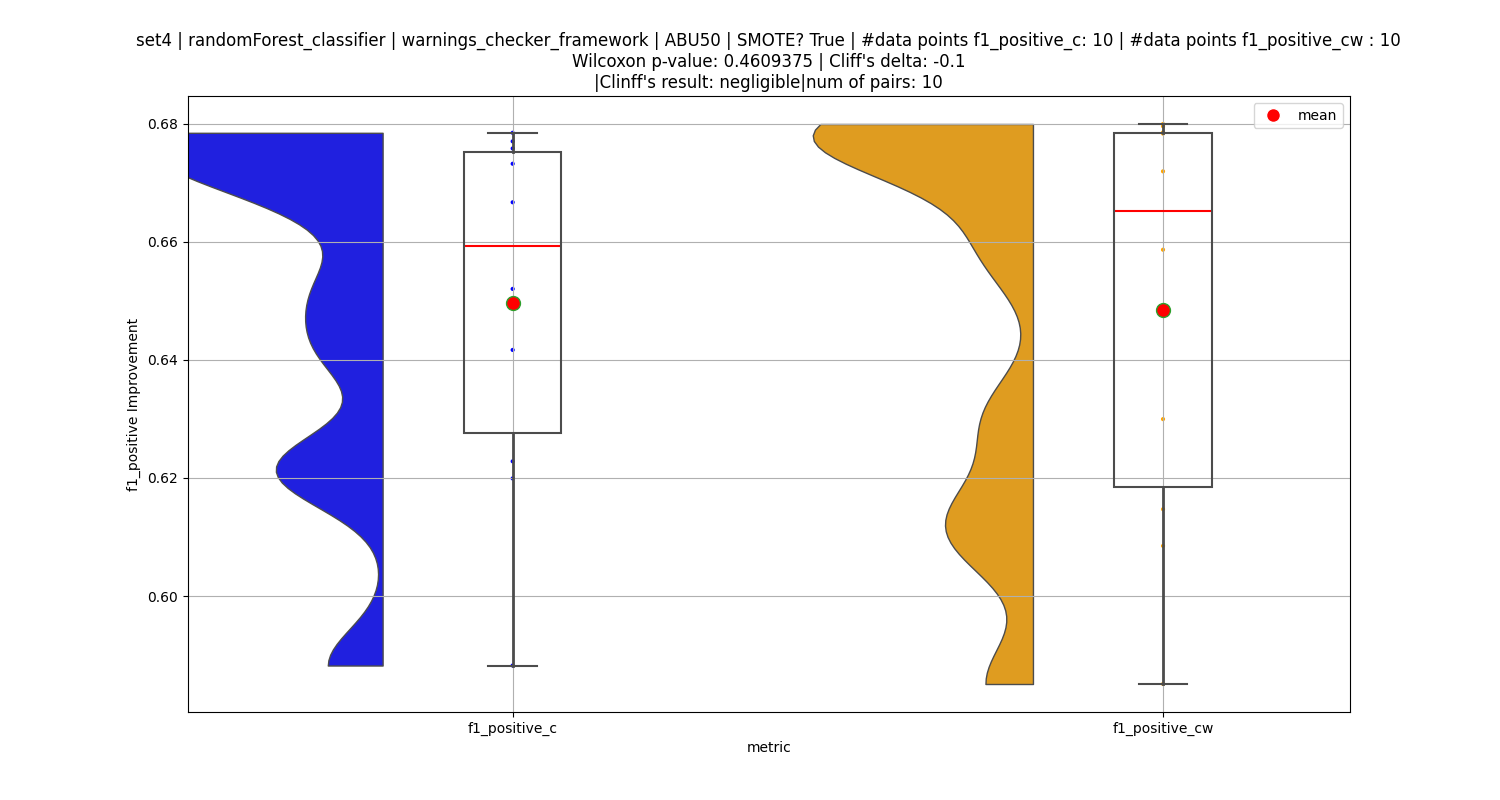 set4 | randomForest_classifier | warnings_checker_framework | ABU50 | SMOTE? True | #data points f1_positive_c: 10 | #data points f1_positive_cw : 10
Wilcoxon p-value: 0.4609375 | Cliff's delta: -0.1
|Clinff's result: negligible|num of pairs: 10
mean
0.68
0.66
0.64
0.62
0.60
f1_positive Improvement
f1_positive_c
f1_positive_cw
metric